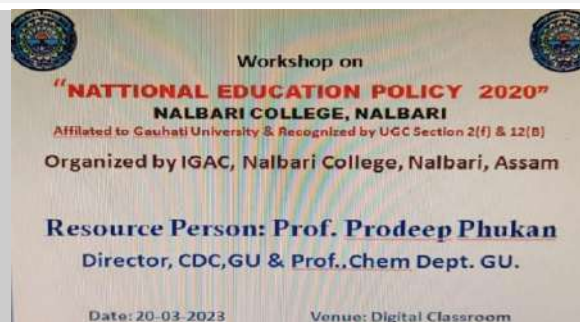 Workshop on
"NATTIONAL EDUCATION POLICY 2020"
NALBARI COLLEGE, NALBARI
Affilated to Gauhati University & Recognized by UGC Section 2(f) & 12(B)
Organized by IGAC, Nalbari College, Nalbari, Assam
Resource Person: Prof. Prodeep Phukan
Director, CDC,GU & Prof.,Chem Dept. GU.
Date: 20-03-2023 Venue: Digital Classroom